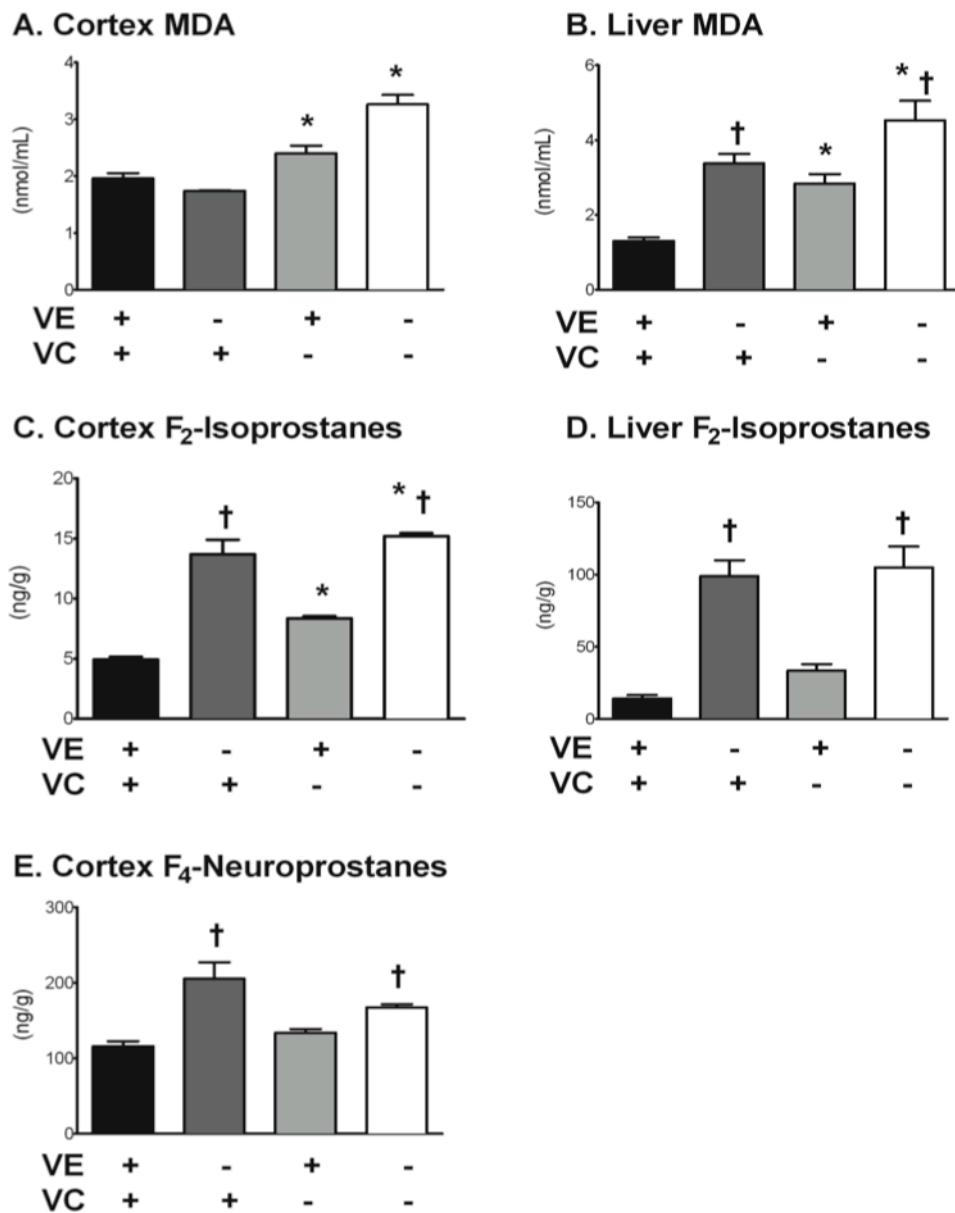 A. Cortex MDA
4
3
2
1
0
(nmol/mL)
*
*
VE + - + -
VC + + - -
B. Liver MDA
6
4
2
0
(nmol/mL)
†
*
* †
VE + - + -
VC + + - -
C. Cortex F₂-Isoprostanes
20
15
10
5
0
(ng/g)
†
*
* †
VE + - + -
VC + + - -
D. Liver F₂-Isoprostanes
150
100
50
0
(ng/g)
†
†
VE + - + -
VC + + - -
E. Cortex F₄-Neuroprostanes
300
200
100
0
(ng/g)
†
†
VE + - + -
VC + + - -